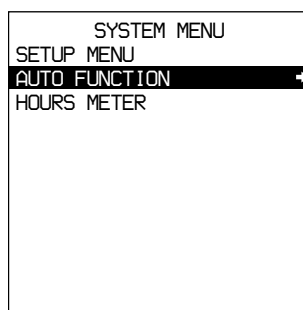 SYSTEM MENU
SETUP MENU
AUTO FUNCTION
HOURS METER